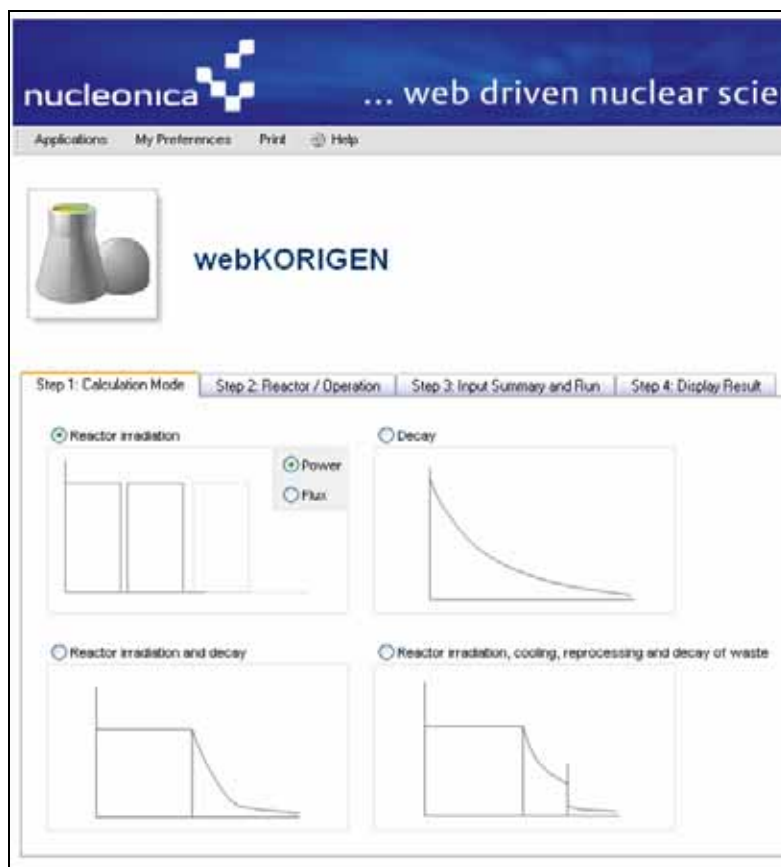 nucleonica
... web driven nuclear scie
Applications My Preferences Print Help
webKORIGEN
Step 1: Calculation Mode Step 2: Reactor / Operation Step 3: Input Summary and Run Step 4: Display Result
Reactor irradiation
Power
Flux
Decay
Reactor irradiation and decay
Reactor irradiation, cooling, reprocessing and decay of waste